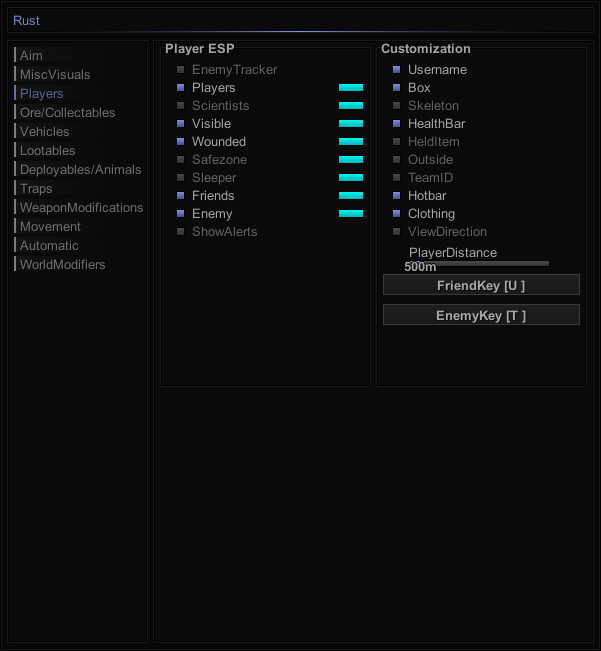 Rust
Aim
MiscVisuals
Players
Ore/Collectables
Vehicles
Lootables
Deployables/Animals
Traps
WeaponModifications
Movement
Automatic
WorldModifiers
Player ESP
EnemyTracker
Players
Scientists
Visible
Wounded
Safezone
Sleeper
Friends
Enemy
ShowAlerts
Customization
Username
Box
Skeleton
HealthBar
HeldItem
Outside
TeamID
Hotbar
Clothing
ViewDirection
PlayerDistance
500m
FriendKey [U ]
EnemyKey [T ]